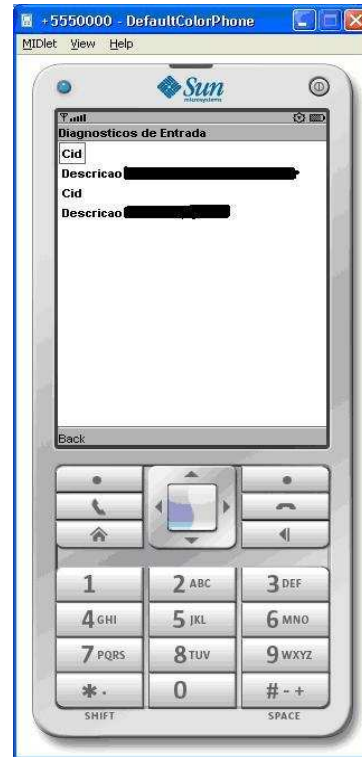 +5550000 - DefaultColorPhone
MIDlet View Help
Sun
microsystems
Diagnosticos de Entrada
Cid
Descricao
Cid
Descricao
Back
1 2 ABC 3 DEF
4 GHI 5 JKL 6 MNO
7 PQRS 8 TUV 9 WXYZ
* . 0 # - +
SHIFT SPACE